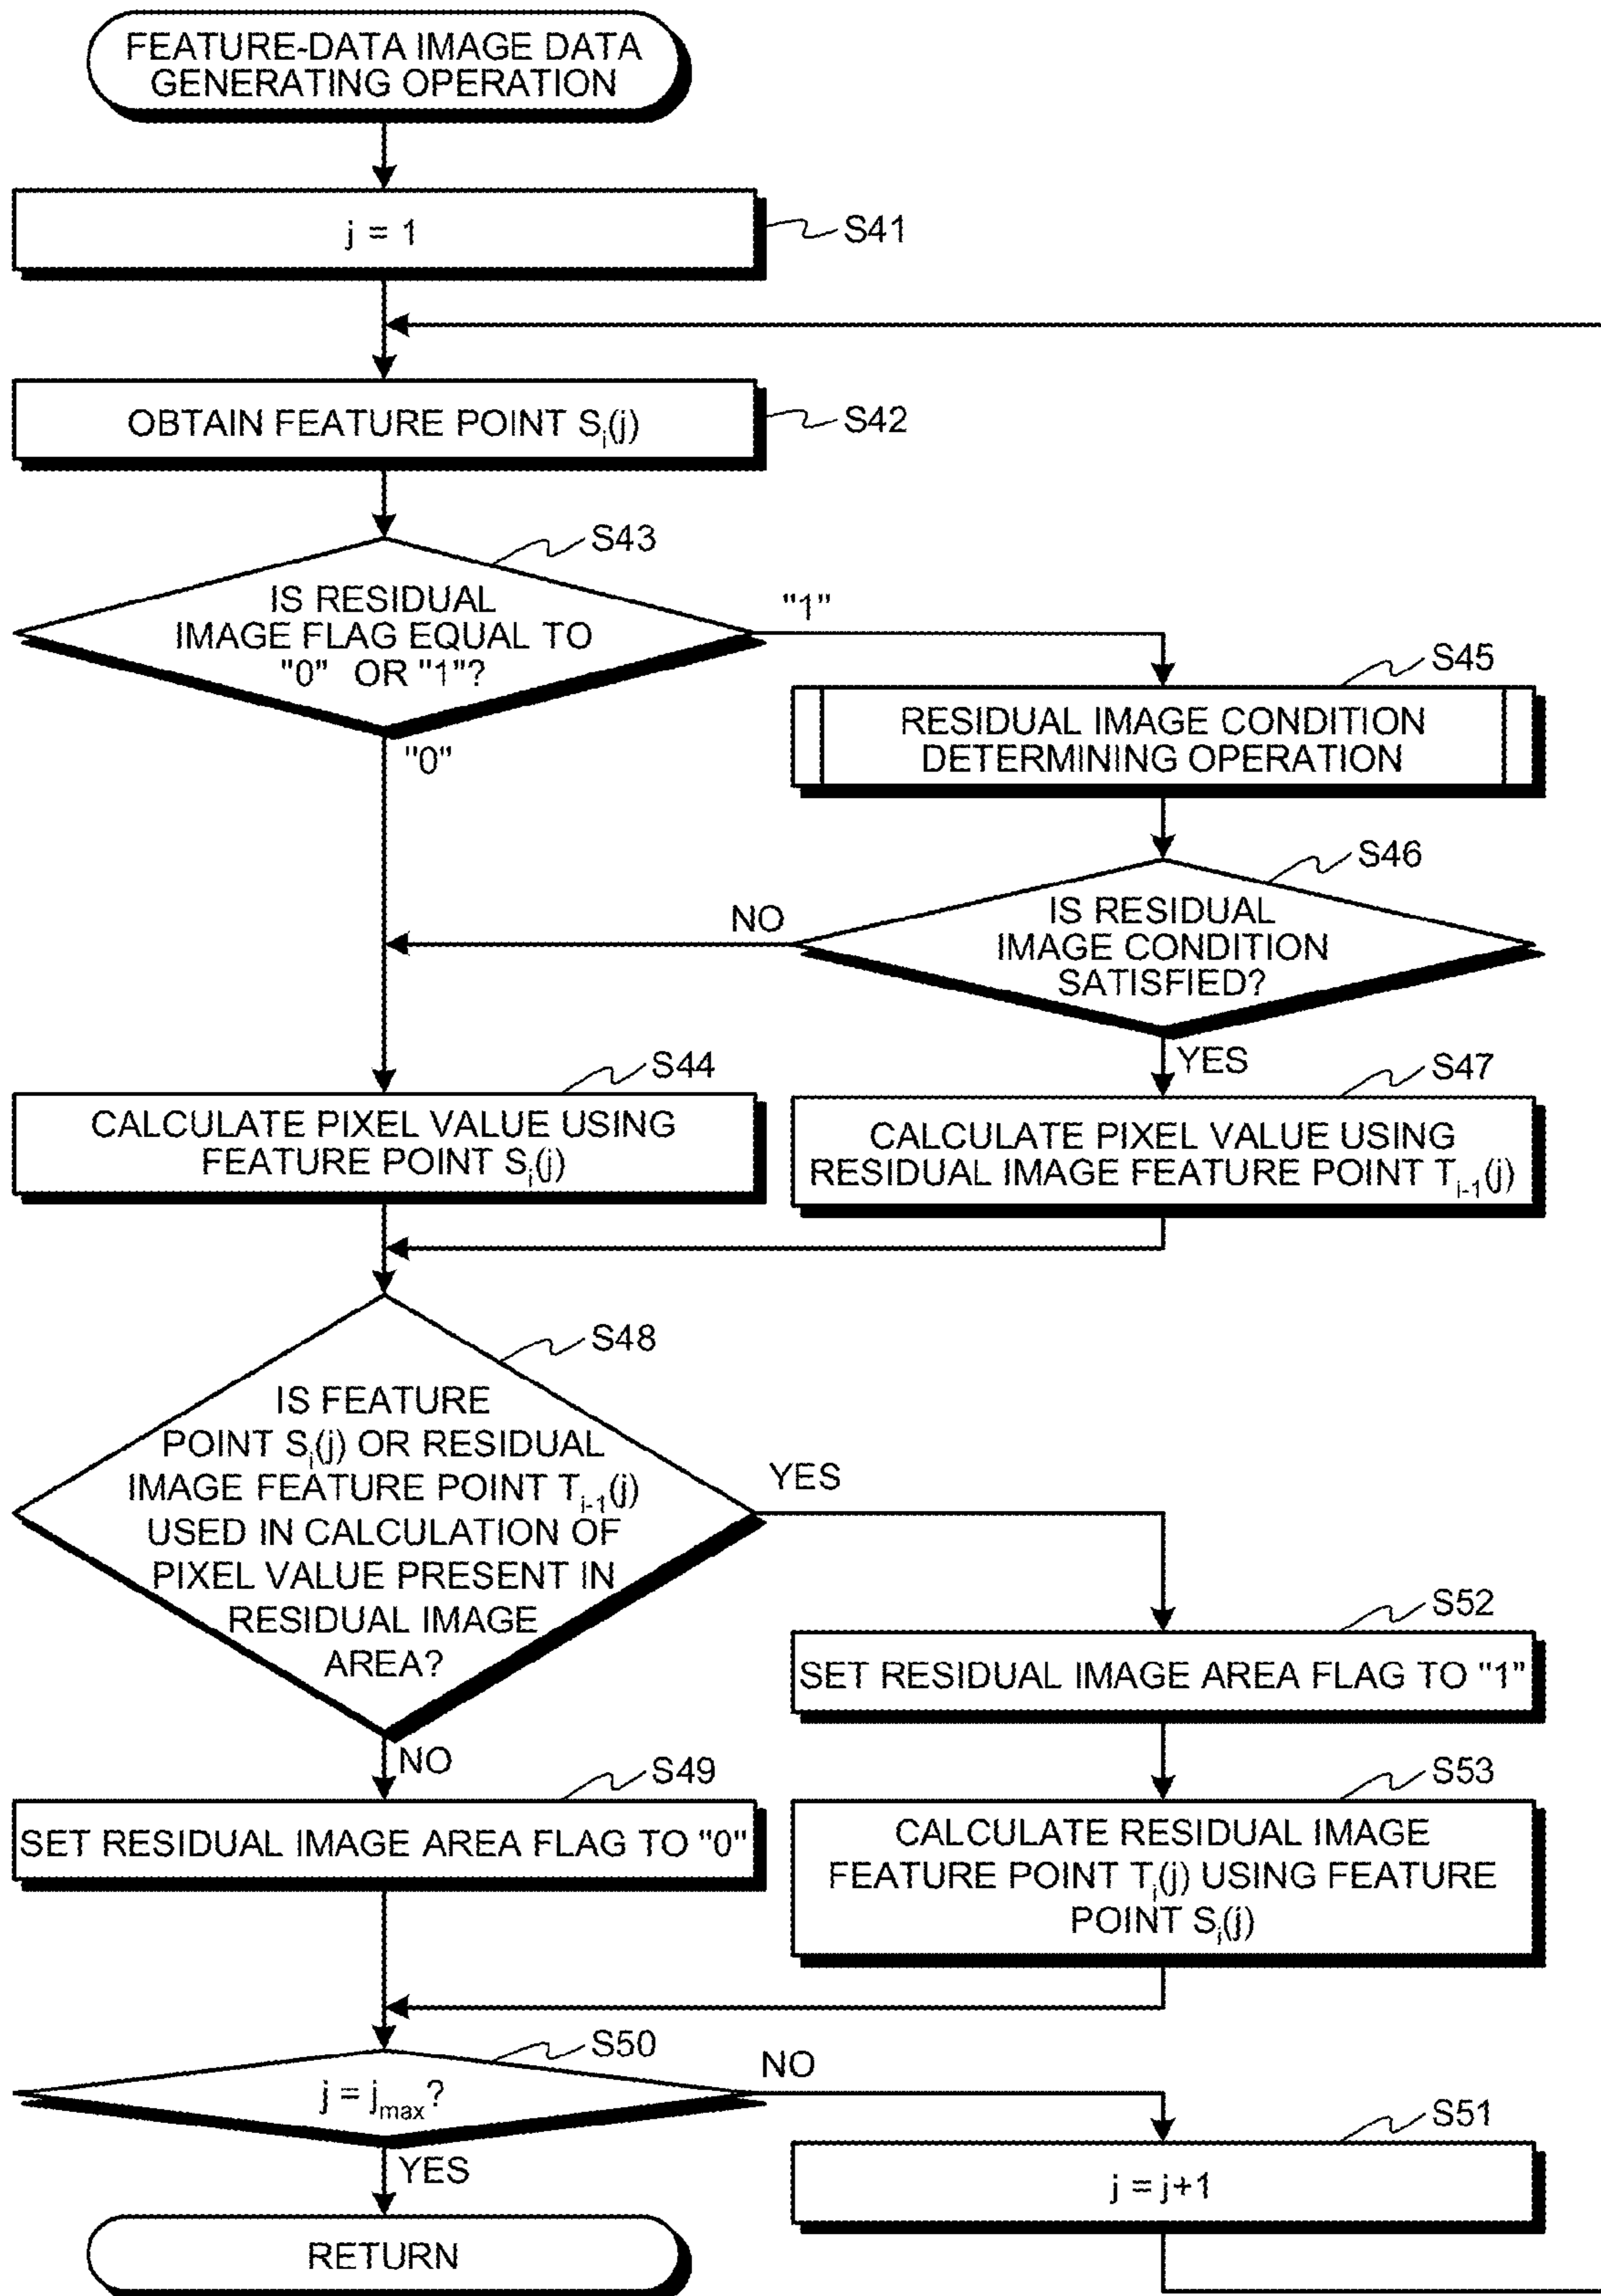 FEATURE-DATA IMAGE DATA
GENERATING OPERATION
j = 1
S41
OBTAIN FEATURE POINT Si(j)
S42
S43
IS RESIDUAL
IMAGE FLAG EQUAL TO
"0" OR "1"?
"1"
"0"
S45
RESIDUAL IMAGE CONDITION
DETERMINING OPERATION
S46
IS RESIDUAL
IMAGE CONDITION
SATISFIED?
NO
YES
S44
CALCULATE PIXEL VALUE USING
FEATURE POINT Si(j)
S47
CALCULATE PIXEL VALUE USING
RESIDUAL IMAGE FEATURE POINT Ti-1(j)
S48
IS FEATURE
POINT Si(j) OR RESIDUAL
IMAGE FEATURE POINT Ti-1(j)
USED IN CALCULATION OF
PIXEL VALUE PRESENT IN
RESIDUAL IMAGE
AREA?
YES
NO
S52
SET RESIDUAL IMAGE AREA FLAG TO "1"
S49
SET RESIDUAL IMAGE AREA FLAG TO "0"
S53
CALCULATE RESIDUAL IMAGE
FEATURE POINT Ti(j) USING FEATURE
POINT Si(j)
S50
j = jmax?
NO
YES
S51
j = j+1
RETURN